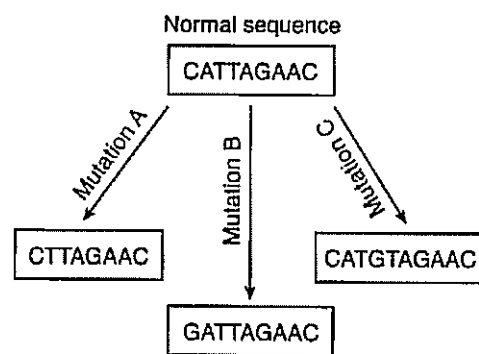 Normal sequence
CATTAGAAC
Mutation A
Mutation B
Mutation C
CTTAGAAC
CATGTAGAAC
GATTAGAAC